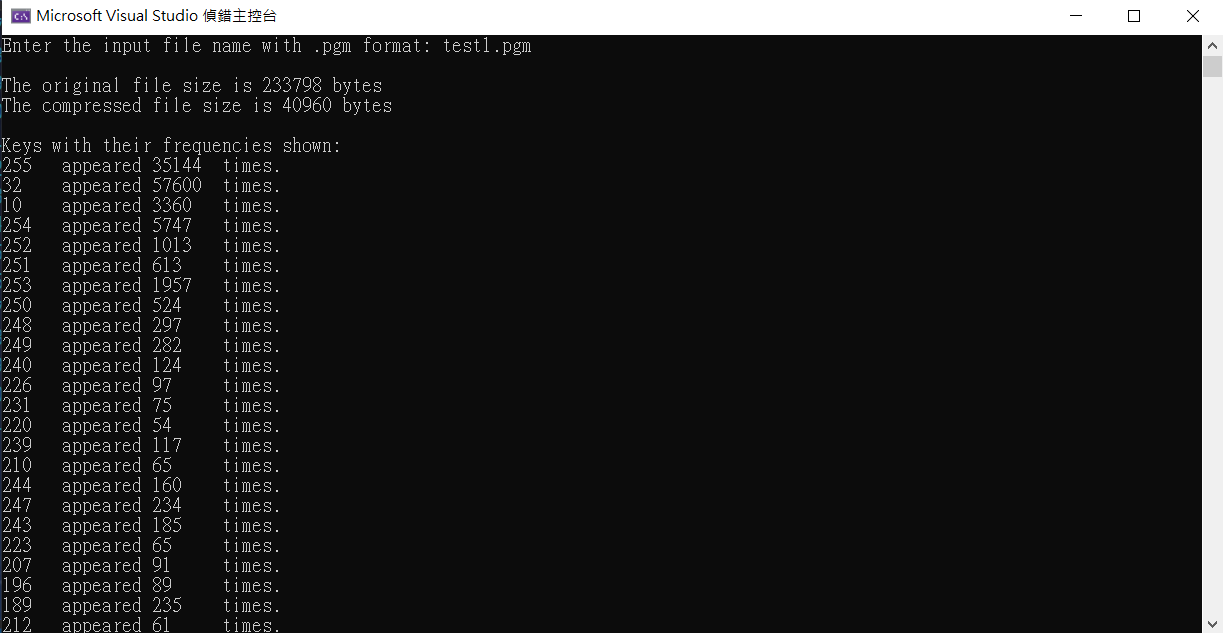 Microsoft Visual Studio 偵錯主控台
Enter the input file name with .pgm format: test1.pgm
The original file size is 233798 bytes
The compressed file size is 40960 bytes
Keys with their frequencies shown:
255 appeared 35144 times.
32 appeared 57600 times.
10 appeared 3360 times.
254 appeared 5747 times.
252 appeared 1013 times.
251 appeared 613 times.
253 appeared 1957 times.
250 appeared 524 times.
248 appeared 297 times.
249 appeared 282 times.
240 appeared 124 times.
226 appeared 97 times.
231 appeared 75 times.
220 appeared 54 times.
239 appeared 117 times.
210 appeared 65 times.
244 appeared 160 times.
247 appeared 234 times.
243 appeared 185 times.
223 appeared 65 times.
207 appeared 91 times.
196 appeared 89 times.
189 appeared 235 times.
212 appeared 61 times.